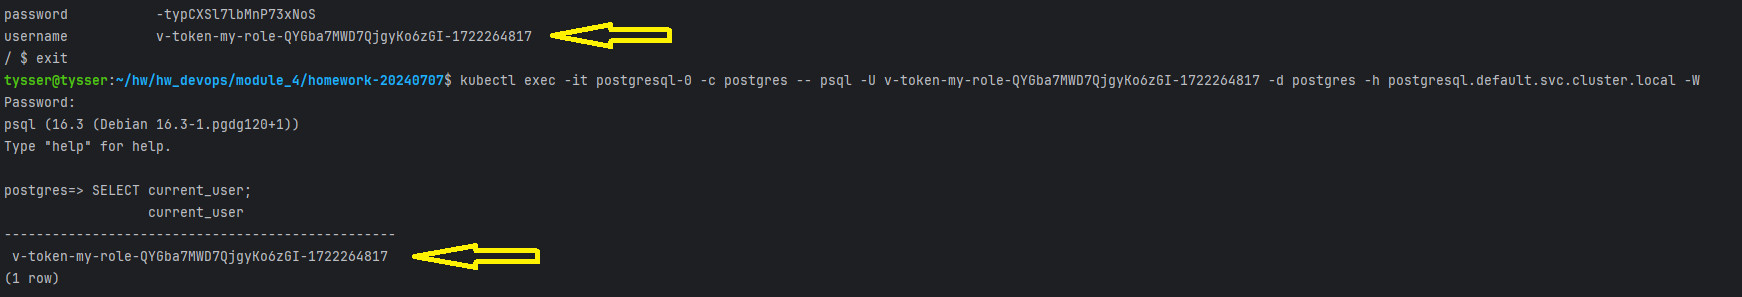 password -typCXSl7lbMnP73xNoS
username v-token-my-role-QYGba7MWD7QjgyKo6zGI-1722264817
/ $ exit
tysser@tysser:~/hw/hw_devops/module_4/homework-20240707$ kubectl exec -it postgresql-0 -c postgres -- psql -U v-token-my-role-QYGba7MWD7QjgyKo6zGI-1722264817 -d postgres -h postgresql.default.svc.cluster.local -W
Password:
psql (16.3 (Debian 16.3-1.pgdg120+1))
Type "help" for help.
postgres=> SELECT current_user;
current_user
-------------------------------------------------
v-token-my-role-QYGba7MWD7QjgyKo6zGI-1722264817
(1 row)